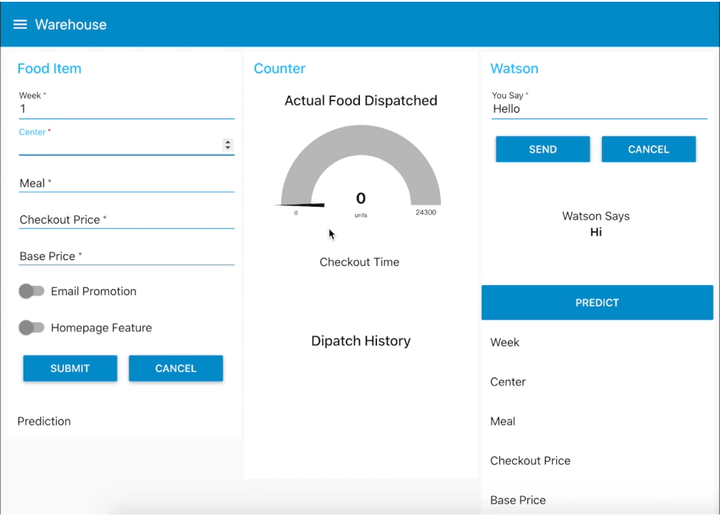 Warehouse
Food Item
Week *
1
Center *
Meal *
Checkout Price *
Base Price *
Email Promotion
Homepage Feature
SUBMIT
CANCEL
Prediction
Counter
Actual Food Dispatched
0
units
0
24300
Checkout Time
Dipatch History
Watson
You Say *
Hello
SEND
CANCEL
Watson Says
Hi
PREDICT
Week
Center
Meal
Checkout Price
Base Price